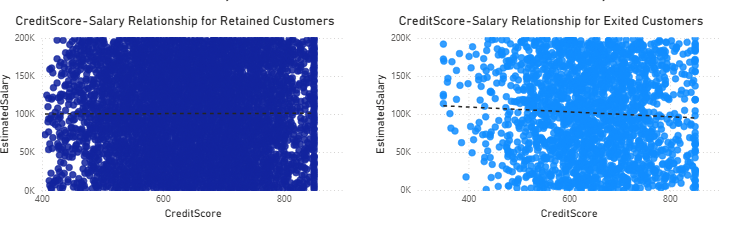 CreditScore-Salary Relationship for Retained Customers
200K
150K
100K
50K
0K
EstimatedSalary
400
600
800
CreditScore
CreditScore-Salary Relationship for Exited Customers
200K
150K
100K
50K
0K
EstimatedSalary
400
600
800
CreditScore